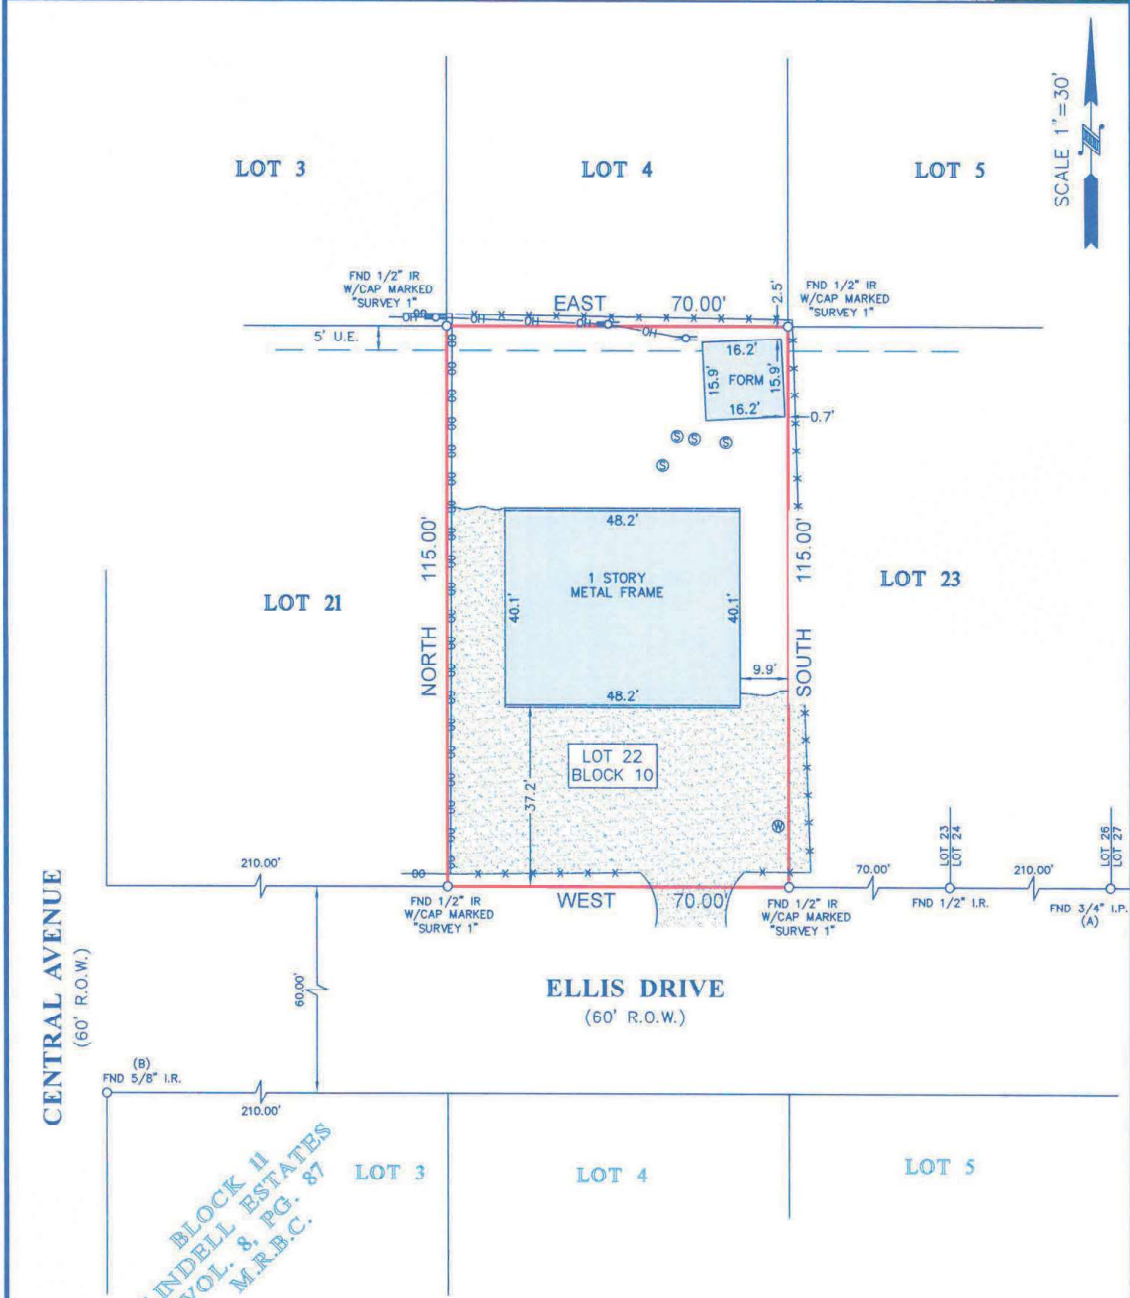 SCALE 1"=30'
LOT 3
LOT 4
LOT 5
FND 1/2" IR
W/CAP MARKED
"SURVEY 1"
EAST 70.00'
2.5'
FND 1/2" IR
W/CAP MARKED
"SURVEY 1"
OH
OH
OH
OH
5' U.E.
16.2'
15.9'
FORM
15.9'
16.2'
0.7'
S
S
S
S
NORTH 115.00'
48.2'
1 STORY
METAL FRAME
40.1'
40.1'
48.2'
SOUTH 115.00'
LOT 21
LOT 23
9.9'
37.2'
LOT 22
BLOCK 10
W
210.00'
FND 1/2" IR
W/CAP MARKED
"SURVEY 1"
WEST 70.00'
FND 1/2" IR
W/CAP MARKED
"SURVEY 1"
70.00'
LOT 23
LOT 24
FND 1/2" I.R.
210.00'
LOT 26
LOT 27
FND 3/4" I.P.
(A)
CENTRAL AVENUE
(60' R.O.W.)
60.00'
ELLIS DRIVE
(60' R.O.W.)
(B)
FND 5/8" I.R.
210.00'
BLOCK 11
INDELL ESTATES
VOL. 8, PG. 87
M.R.B.C.
LOT 3
LOT 4
LOT 5